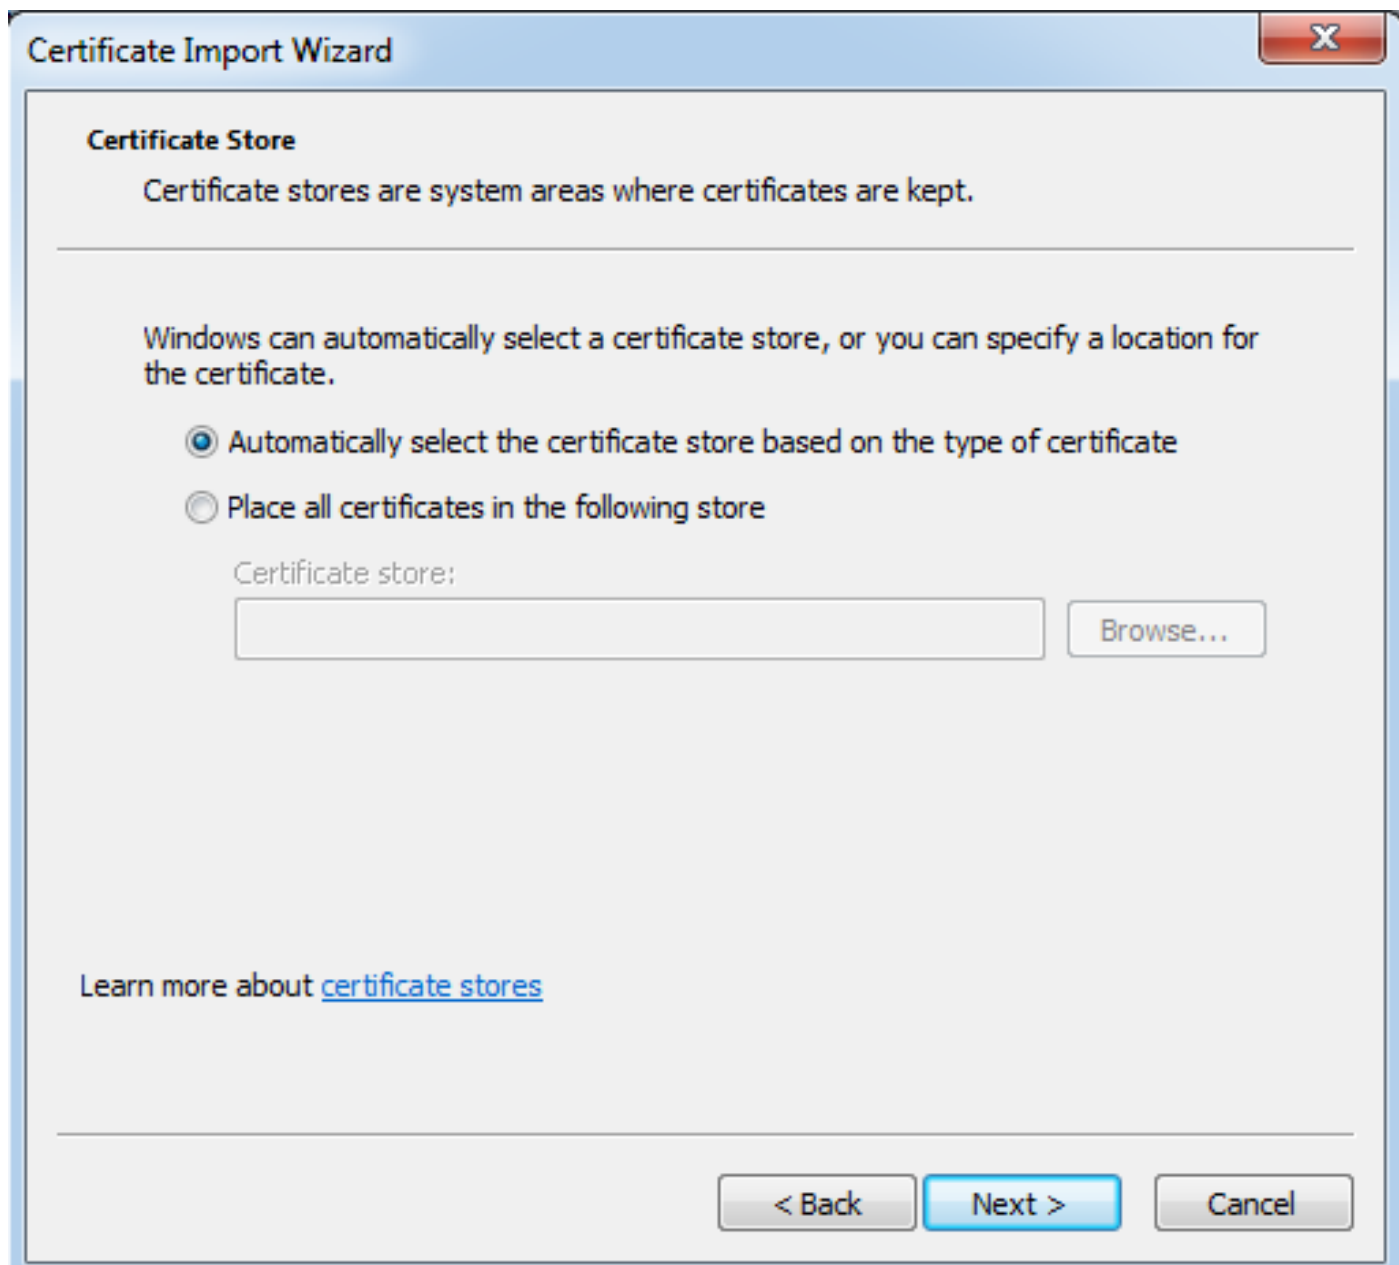 Certificate Import Wizard
x
Certificate Store
Certificate stores are system areas where certificates are kept.
Windows can automatically select a certificate store, or you can specify a location for
the certificate.
Automatically select the certificate store based on the type of certificate
Place all certificates in the following store
Certificate store:
Browse...
Learn more about certificate stores
< Back Next > Cancel